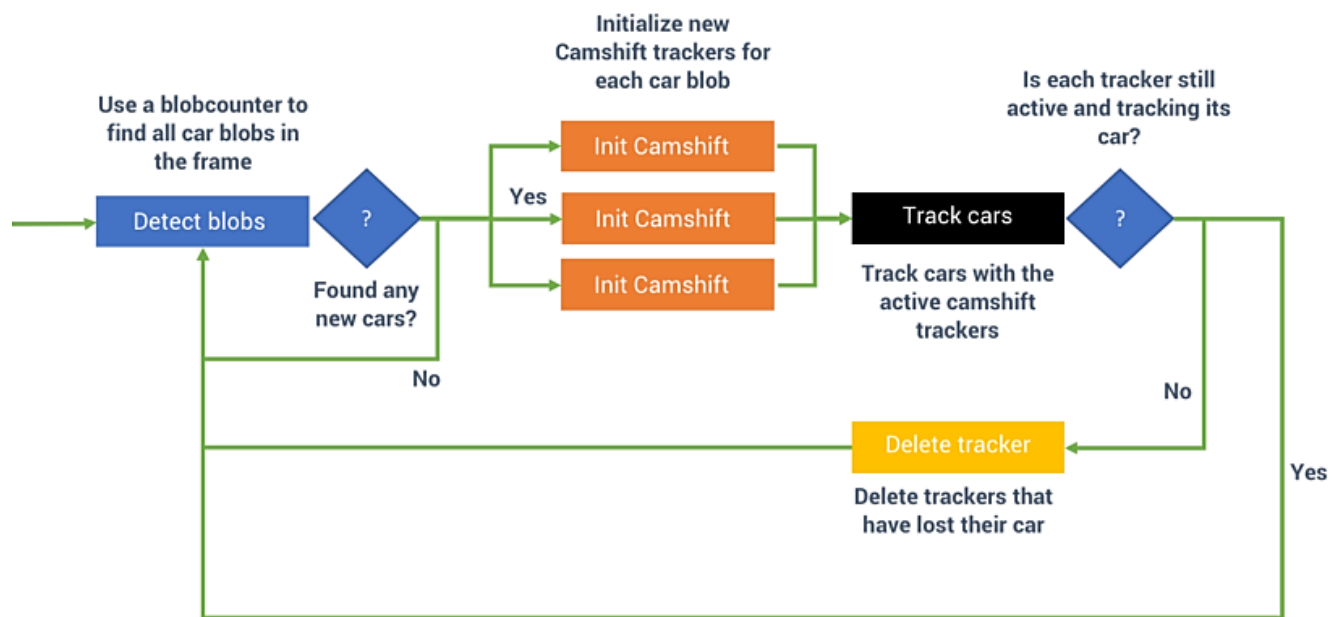 Initialize new
Camshift trackers for
each car blob
Is each tracker still
active and tracking its
car?
Use a blobcounter to
find all car blobs in
the frame
Init Camshift
Yes
Detect blobs
?
Init Camshift
Track cars
?
Init Camshift
Found any
new cars?
Track cars with the
active camshift
trackers
No
No
Delete tracker
Yes
Delete trackers that
have lost their car